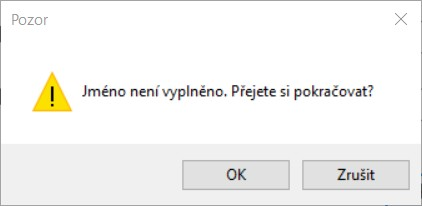 Pozor
Jméno není vyplněno. Přejete si pokračovat?
OK
Zrušit